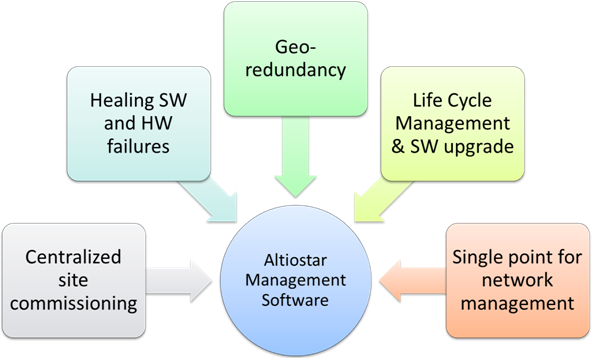 Geo-
redundancy
Healing SW
and HW
failures
Life Cycle
Management
& SW upgrade
Centralized
site
commissioning
Altiostar
Management
Software
Single point for
network
management